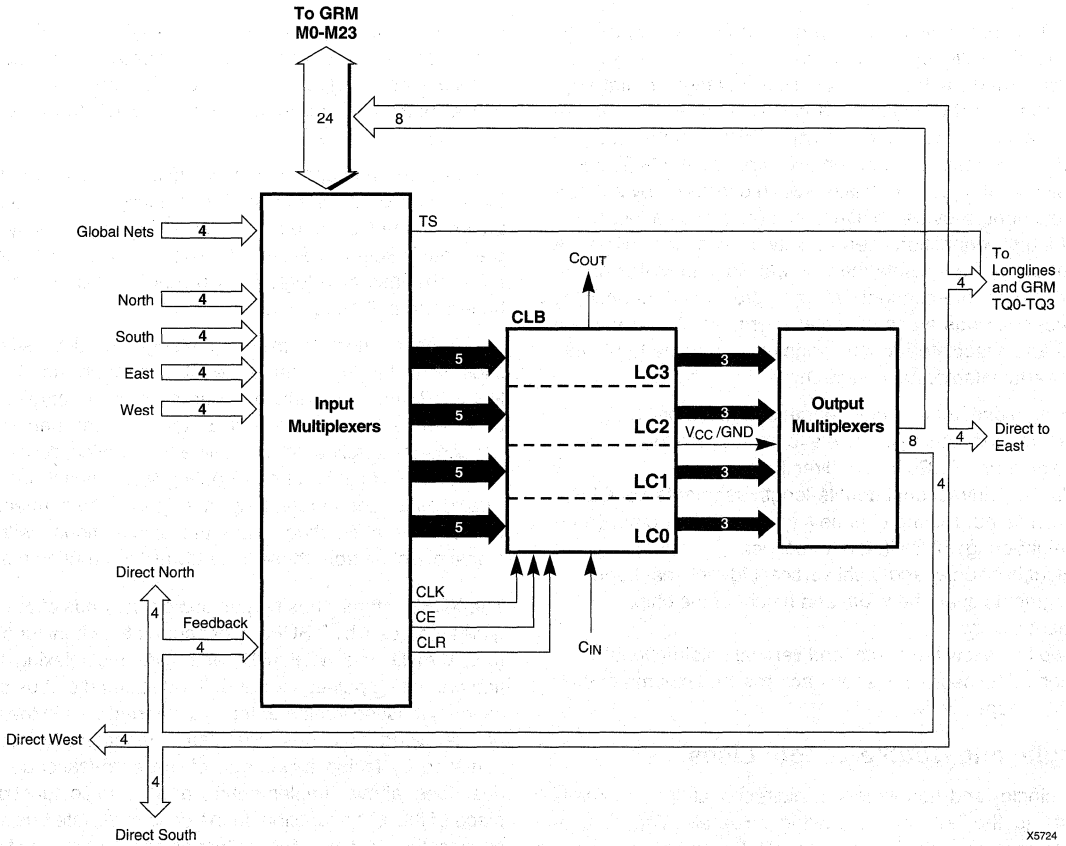 To GRM
M0-M23
24
8
Global Nets
4
TS
North
4
South
4
East
4
West
4
Input
Multiplexers
COUT
CLB
5
5
5
5
LC3
LC2
LC1
LC0
3
3
VCC/GND
3
3
Output
Multiplexers
4
To
Longlines
and GRM
TQ0-TQ3
8
4
4
Direct to
East
CLK
CE
CLR
CIN
Direct North
4
Feedback
4
Direct West
4
4
Direct South
X5724